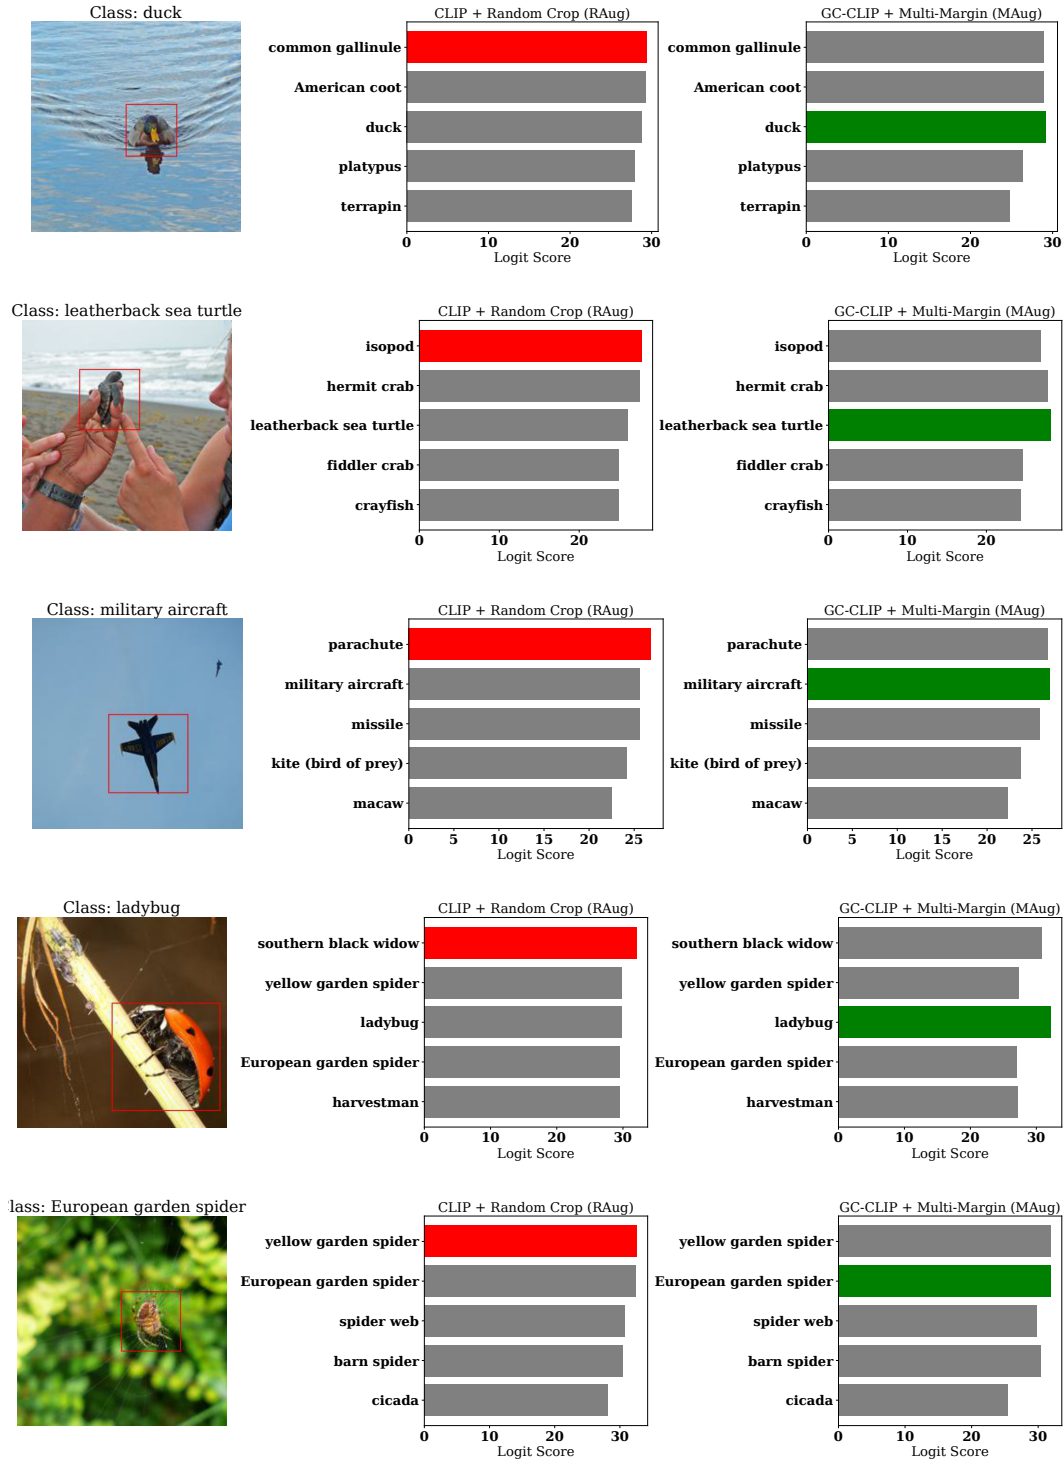 Class: duck
CLIP + Random Crop (RAug)
common gallinule
American coot
duck
platypus
terrapin
0 10 20 30
Logit Score
GC-CLIP + Multi-Margin (MAug)
common gallinule
American coot
duck
platypus
terrapin
0 10 20 30
Logit Score
Class: leatherback sea turtle
CLIP + Random Crop (RAug)
isopod
hermit crab
leatherback sea turtle
fiddler crab
crayfish
0 10 20
Logit Score
GC-CLIP + Multi-Margin (MAug)
isopod
hermit crab
leatherback sea turtle
fiddler crab
crayfish
0 10 20
Logit Score
Class: military aircraft
CLIP + Random Crop (RAug)
parachute
military aircraft
missile
kite (bird of prey)
macaw
0 5 10 15 20 25
Logit Score
GC-CLIP + Multi-Margin (MAug)
parachute
military aircraft
missile
kite (bird of prey)
macaw
0 5 10 15 20 25
Logit Score
Class: ladybug
CLIP + Random Crop (RAug)
southern black widow
yellow garden spider
ladybug
European garden spider
harvestman
0 10 20 30
Logit Score
GC-CLIP + Multi-Margin (MAug)
southern black widow
yellow garden spider
ladybug
European garden spider
harvestman
0 10 20 30
Logit Score
lass: European garden spider
CLIP + Random Crop (RAug)
yellow garden spider
European garden spider
spider web
barn spider
cicada
0 10 20 30
Logit Score
GC-CLIP + Multi-Margin (MAug)
yellow garden spider
European garden spider
spider web
barn spider
cicada
0 10 20 30
Logit Score